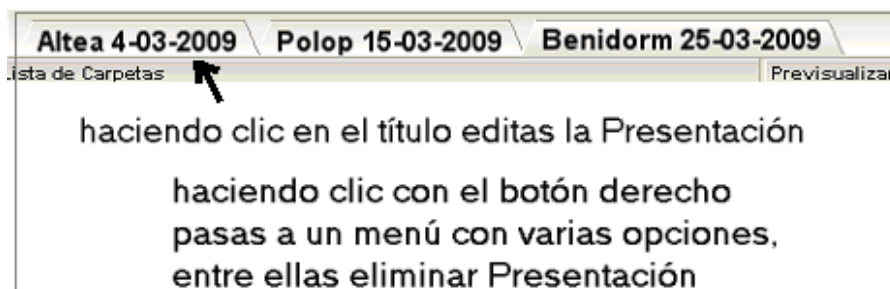 Altea 4-03-2009 Polop 15-03-2009 Benidorm 25-03-2009
ista de Carpetas Previsualizar
haciendo clic en el título editas la Presentación
haciendo clic con el botón derecho
pasas a un menú con varias opciones,
entre ellas eliminar Presentación